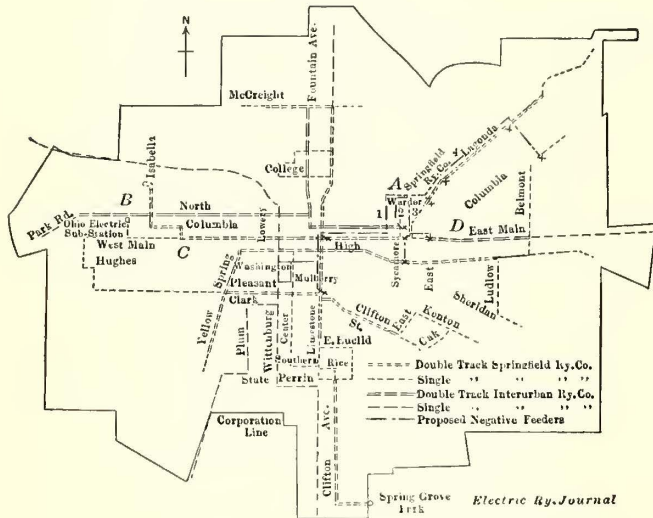 N
Fountain Ave.
McCreight
Isabella
College
Springfield
Ry. Co.
Lagonda
A
Warder
1
2
3
4
B
North
Columbia
Columbia
Belmont
Park Rd.
Ohio Electric
Sub-Station
Lowery
D
East Main
West Main
C
High
Hughes
Sycamore
East
Spring
Washington
Mulberry
Pleasant
Clark
Yellow
Ludlow
Sheridan
Clifton
St.
East
Kenton
Oak
Plum
Wittenburg
Center
Limestone
E. Euclid
Southern
Rice
State
Perrin
Double Track Springfield Ry. Co.
Single " " " "
Double Track Interurban Ry. Co.
Single " " " "
Proposed Negative Feeders
Corporation
Line
Clifton Ave.
Spring Grove
Park
Electric Ry. Journal